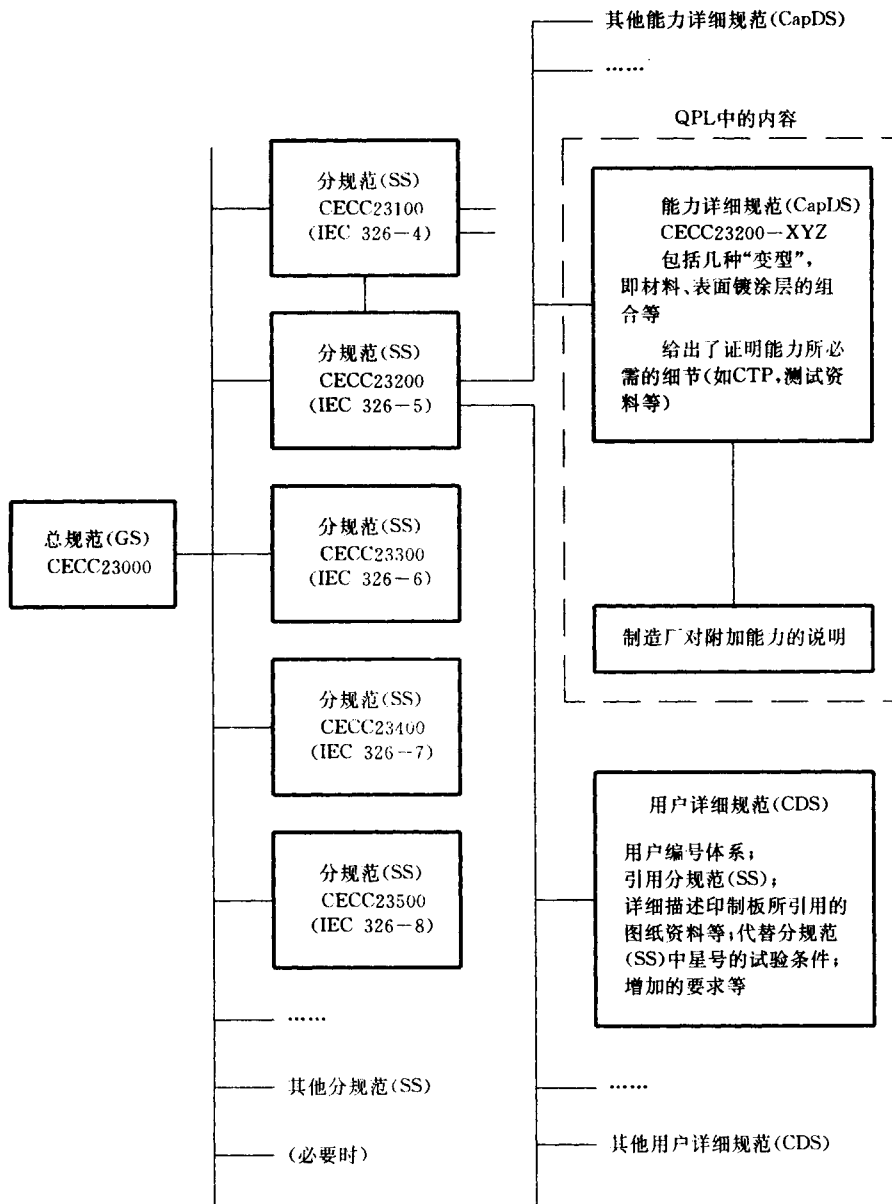 其他能力详细规范(CapDS)
……
QPL中的内容
分规范(SS)
CECC23100
(IEC 326-4)
能力详细规范(CapDS)
CECC23200-XYZ
包括几种“变型”,
即材料、表面镀涂层的组
合等
给出了证明能力所必
需的细节(如CTP,测试资
料等)
分规范(SS)
CECC23200
(IEC 326-5)
总规范(GS)
CECC23000
分规范(SS)
CECC23300
(IEC 326-6)
制造厂对附加能力的说明
分规范(SS)
CECC23400
(IEC 326-7)
用户详细规范(CDS)
用户编号体系;
引用分规范(SS);
详细描述印制板所引用的
图纸资料等;代替分规范
(SS)中星号的试验条件;
增加的要求等
分规范(SS)
CECC23500
(IEC 326-8)
……
其他分规范(SS)
(必要时)
……
其他用户详细规范(CDS)